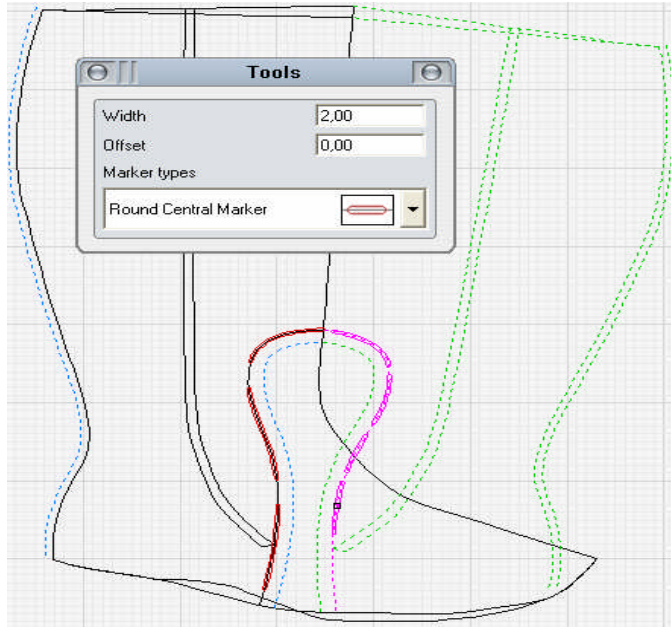 Tools
Width 2,00
Offset 0,00
Marker types
Round Central Marker